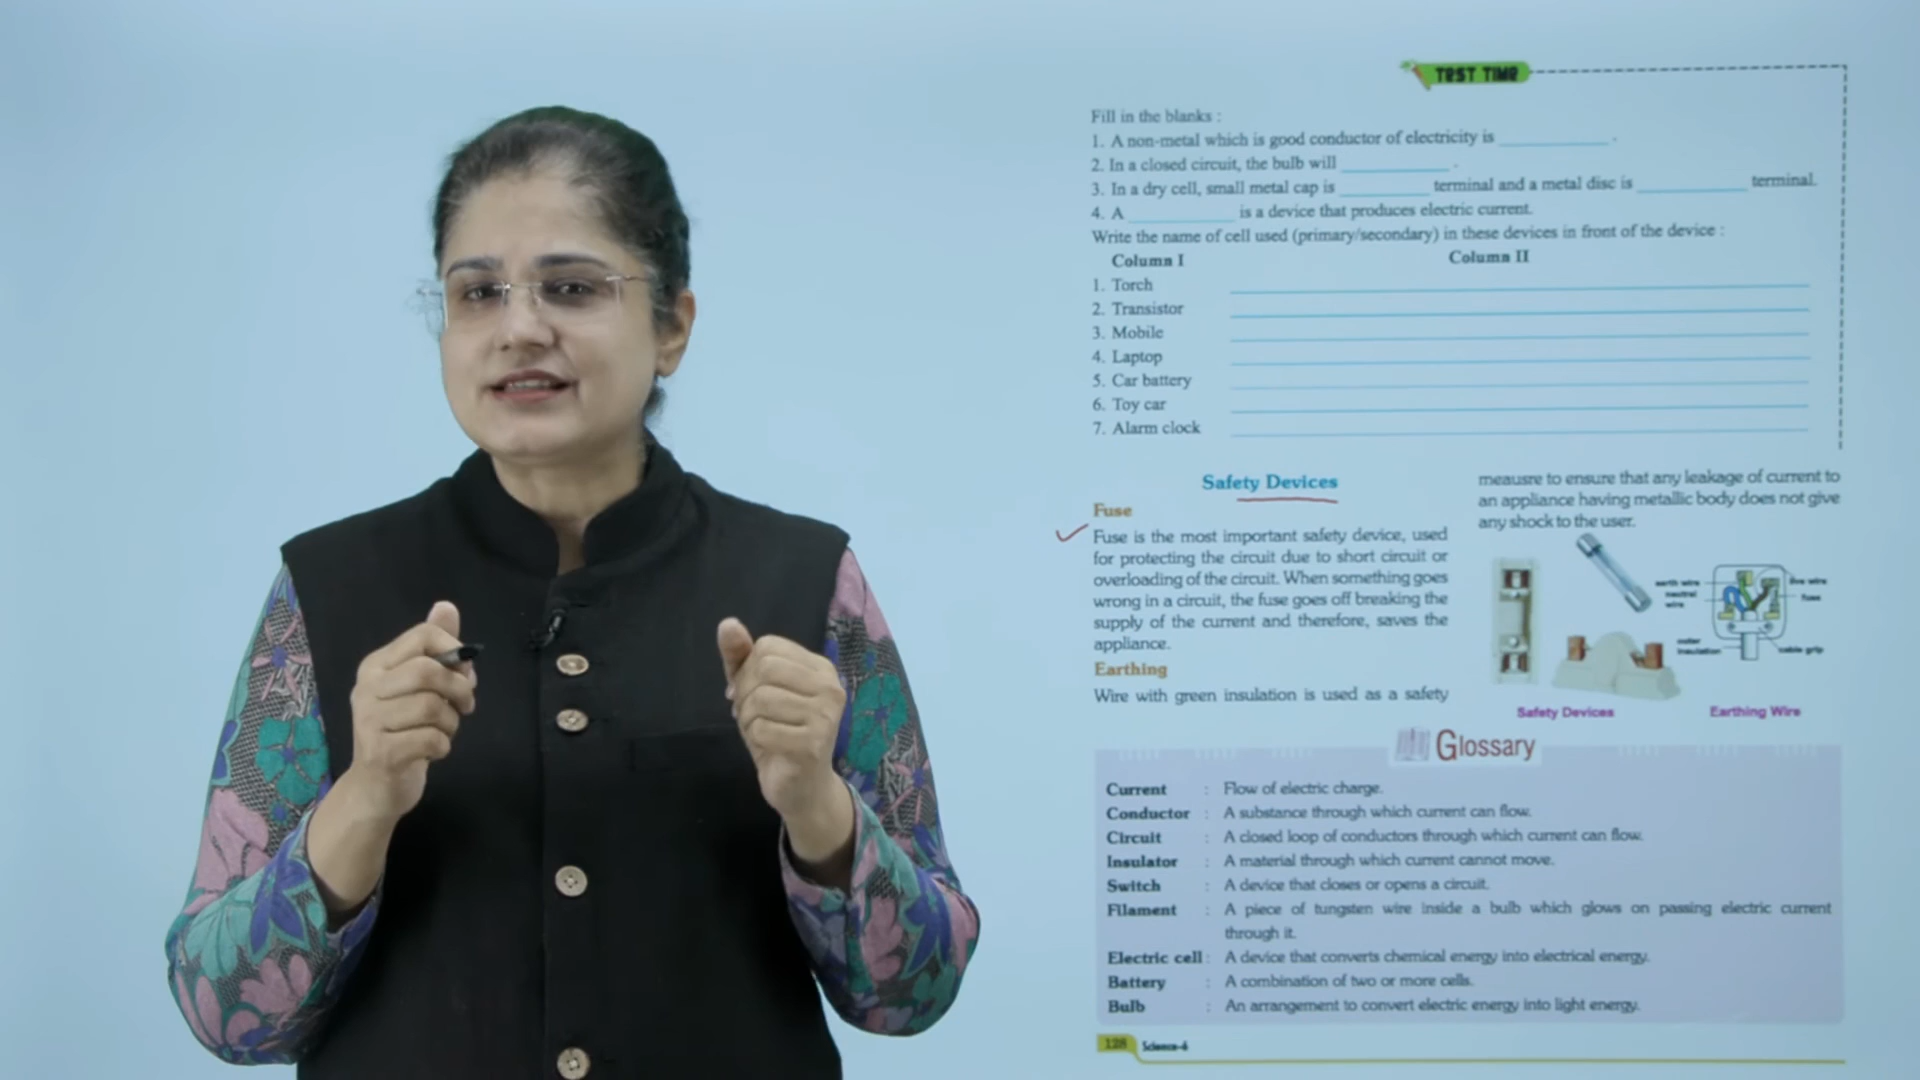 TEST TIME
Fill in the blanks :
1. A non-metal which is good conductor of electricity is ____________ .
2. In a closed circuit, the bulb will ____________ .
3. In a dry cell, small metal cap is __________ terminal and a metal disc is ____________ terminal.
4. A ____________ is a device that produces electric current.
Write the name of cell used (primary/secondary) in these devices in front of the device :
Column I Column II
1. Torch
2. Transistor
3. Mobile
4. Laptop
5. Car battery
6. Toy car
7. Alarm clock
Safety Devices
Fuse
Fuse is the most important safety device, used
for protecting the circuit due to short circuit or
overloading of the circuit. When something goes
wrong in a circuit, the fuse goes off breaking the
supply of the current and therefore, saves the
appliance.
Earthing
Wire with green insulation is used as a safety
meausre to ensure that any leakage of current to
an appliance having metallic body does not give
any shock to the user.
earth wire
neutral
wire
outer
insulation
live wire
fuse
cable grip
Safety Devices
Earthing Wire
Glossary
Current : Flow of electric charge.
Conductor : A substance through which current can flow.
Circuit : A closed loop of conductors through which current can flow.
Insulator : A material through which current cannot move.
Switch : A device that closes or opens a circuit.
Filament : A piece of tungsten wire inside a bulb which glows on passing electric current
through it.
Electric cell : A device that converts chemical energy into electrical energy.
Battery : A combination of two or more cells.
Bulb : An arrangement to convert electric energy into light energy.
128 Science-6